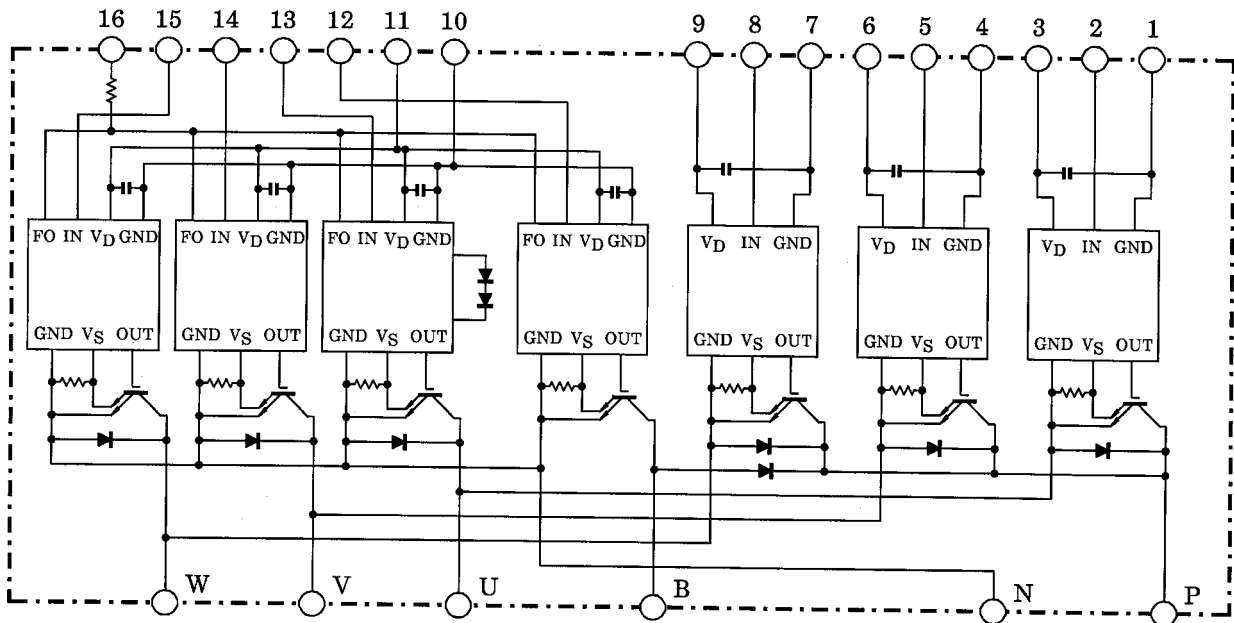 16 15 14 13 12 11 10 9 8 7 6 5 4 3 2 1
FO IN VD GND FO IN VD GND FO IN VD GND FO IN VD GND VD IN GND VD IN GND VD IN GND
GND VS OUT GND VS OUT GND VS OUT GND VS OUT GND VS OUT GND VS OUT GND VS OUT
W V U B N P